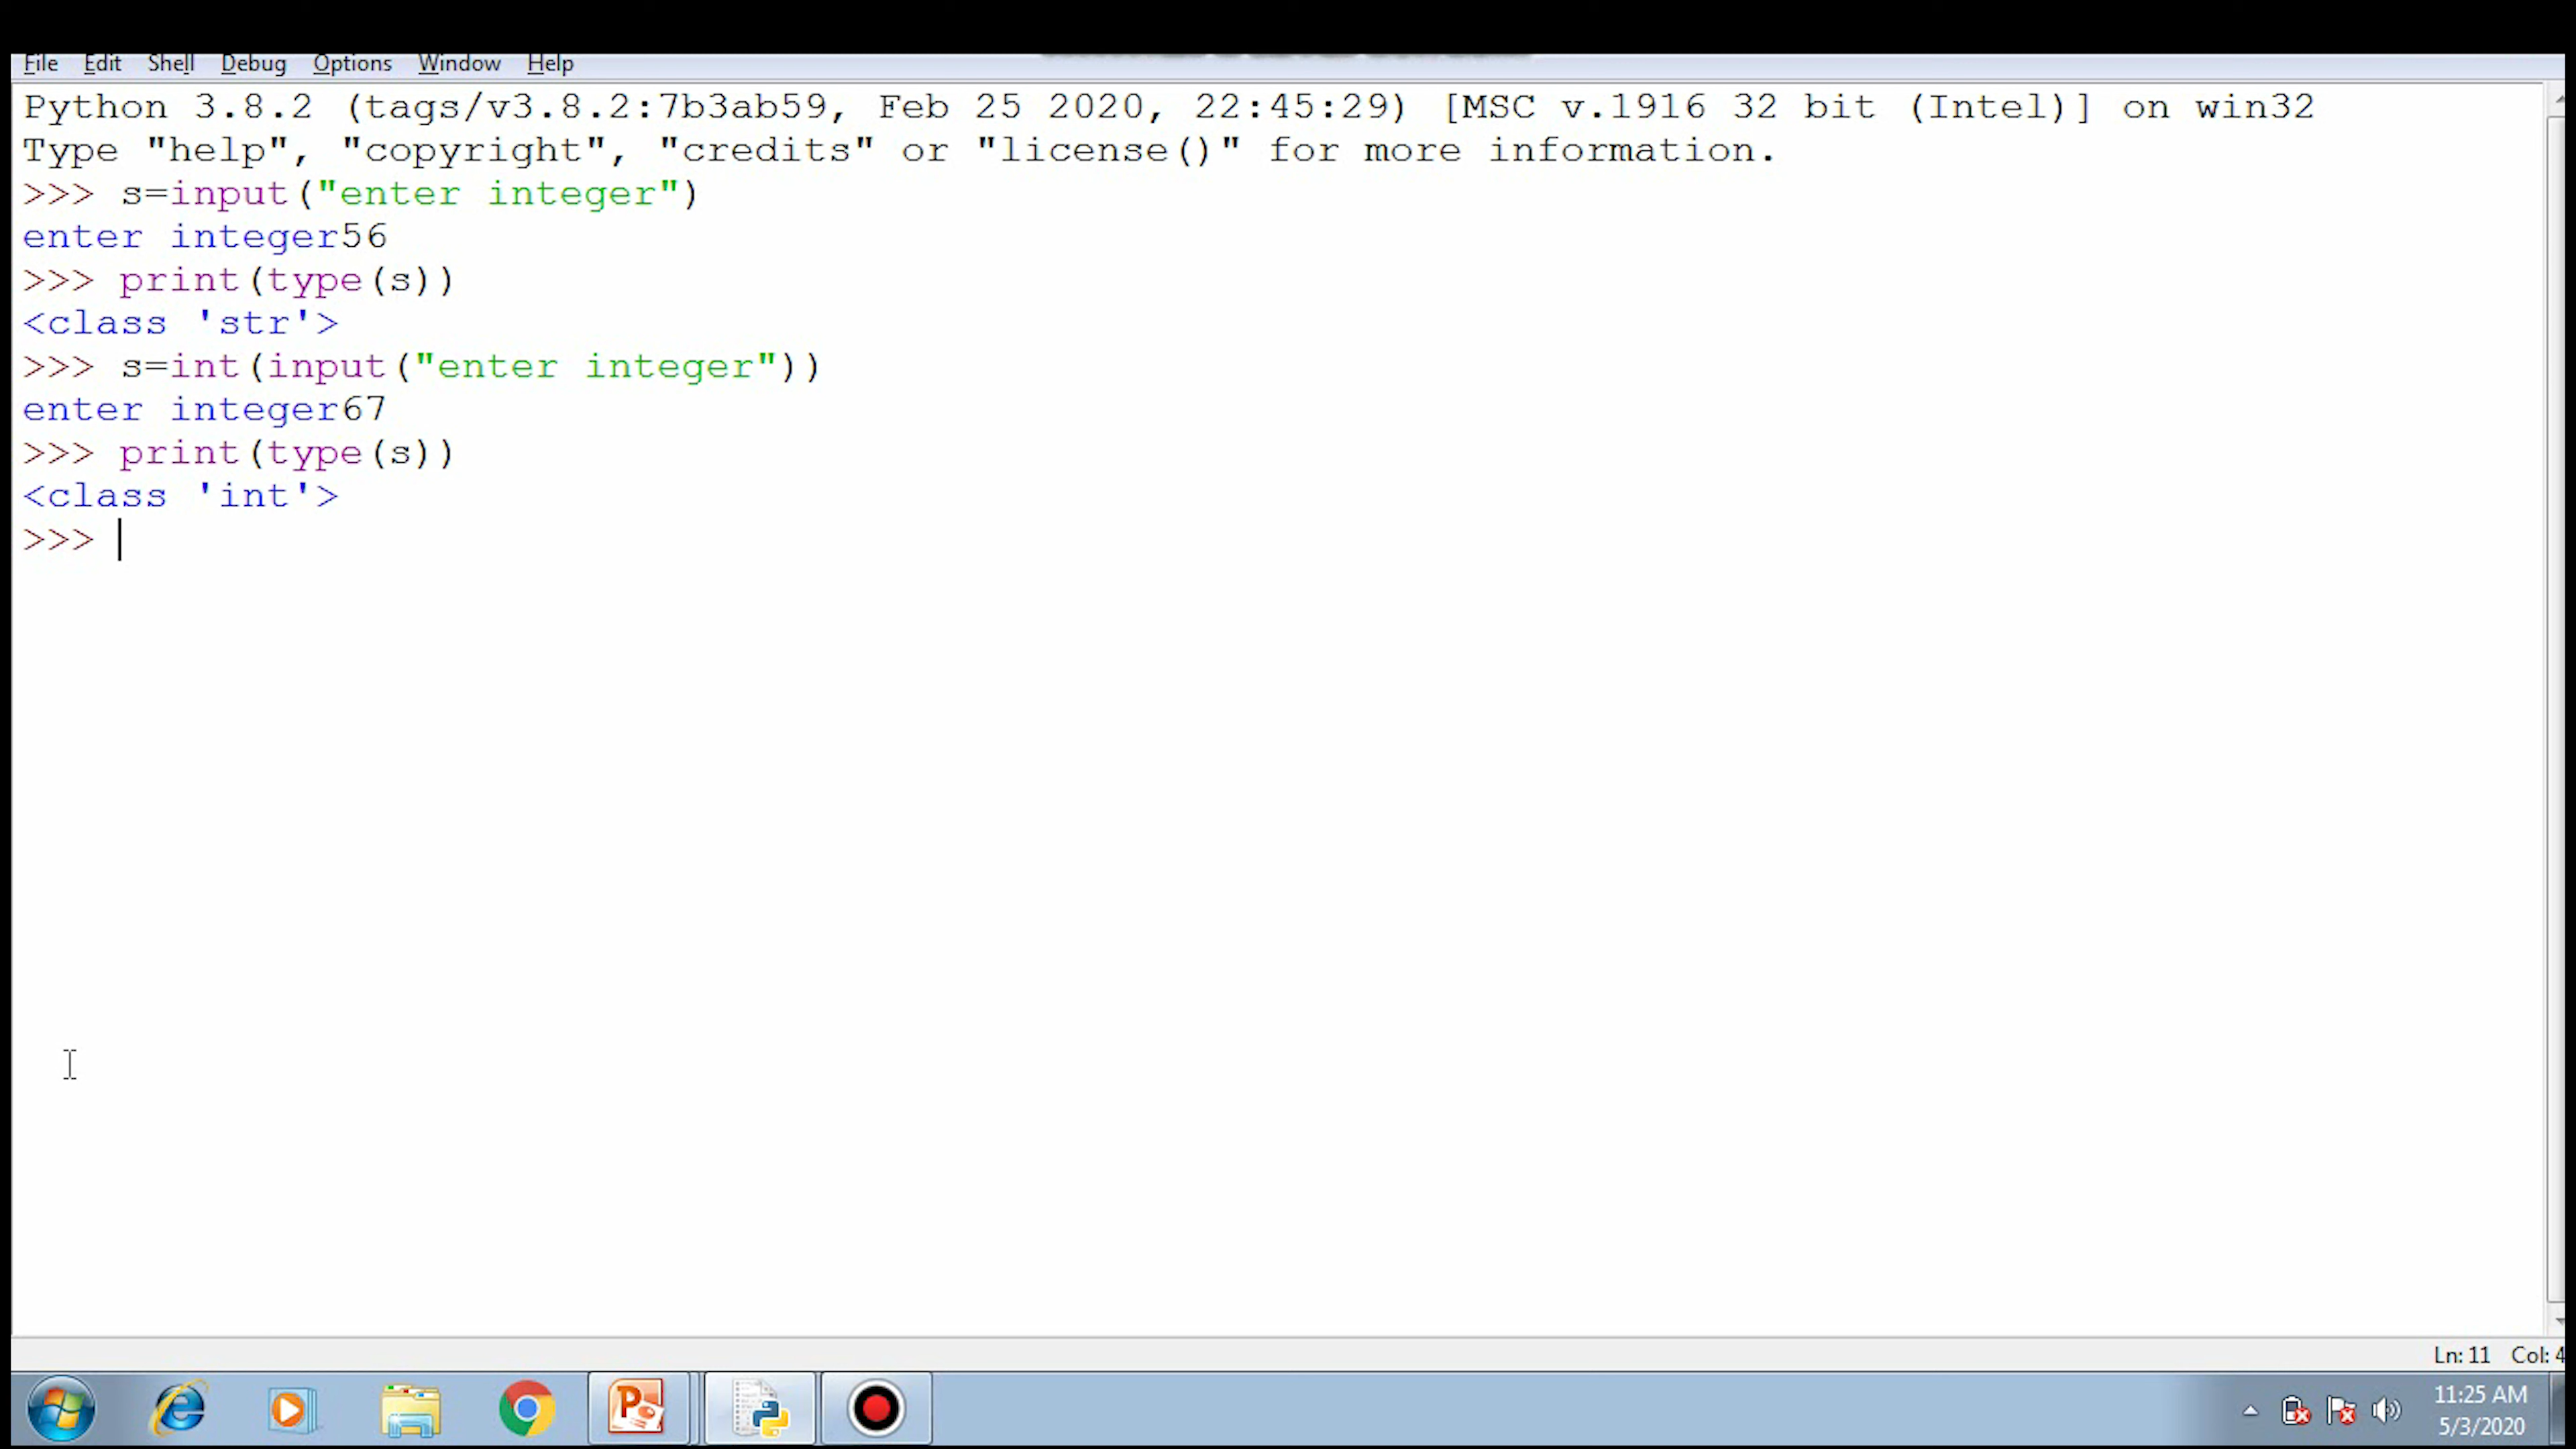 File Edit Shell Debug Options Window Help
Python 3.8.2 (tags/v3.8.2:7b3ab59, Feb 25 2020, 22:45:29) [MSC v.1916 32 bit (Intel)] on win32
Type "help", "copyright", "credits" or "license()" for more information.
>>> s=input("enter integer")
enter integer56
>>> print(type(s))
<class 'str'>
>>> s=int(input("enter integer"))
enter integer67
>>> print(type(s))
<class 'int'>
>>>
Ln: 11 Col: 4
11:25 AM
5/3/2020